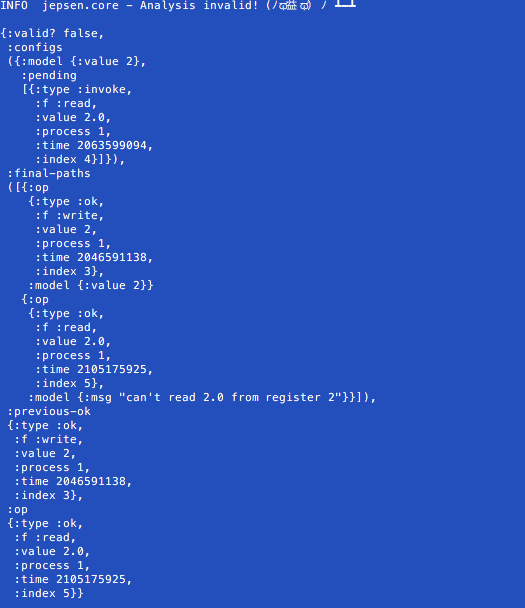 INFO  jepsen.core - Analysis invalid! (ﾉಥ益ಥ）ﾉ ┻━┻
{:valid? false,
 :configs
 ({:model {:value 2},
   :pending
   [{:type :invoke,
     :f :read,
     :value 2.0,
     :process 1,
     :time 2063599094,
     :index 4}]}),
 :final-paths
 ([{:op
    {:type :ok,
     :f :write,
     :value 2,
     :process 1,
     :time 2046591138,
     :index 3},
    :model {:value 2}}
   {:op
    {:type :ok,
     :f :read,
     :value 2.0,
     :process 1,
     :time 2105175925,
     :index 5},
    :model {:msg "can't read 2.0 from register 2"}}]),
 :previous-ok
 {:type :ok,
  :f :write,
  :value 2,
  :process 1,
  :time 2046591138,
  :index 3},
 :op
 {:type :ok,
  :f :read,
  :value 2.0,
  :process 1,
  :time 2105175925,
  :index 5}}